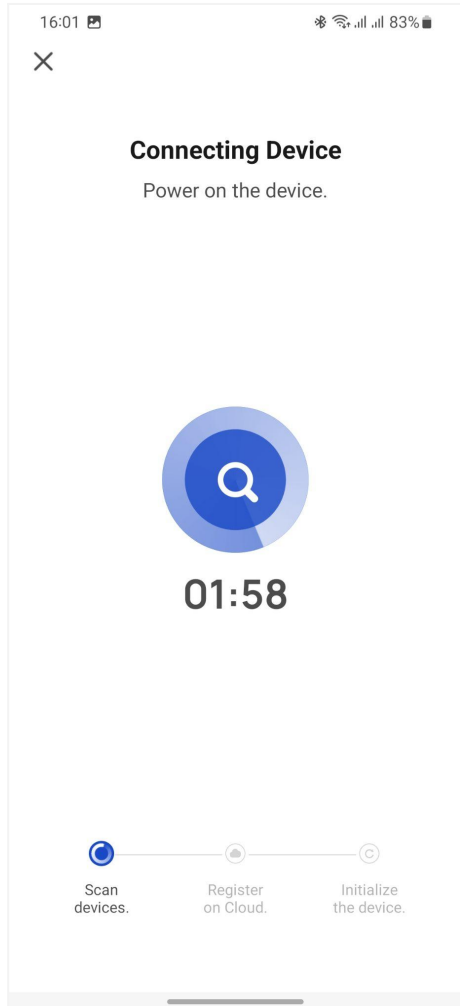 16:01 83%
Connecting Device
Power on the device.
01:58
Scan Register Initialize
devices. on Cloud. the device.